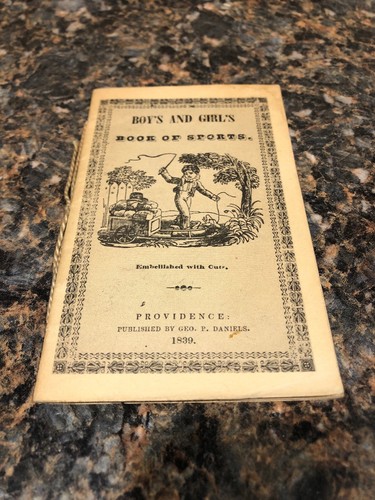 BOY'S AND GIRL'S
BOOK OF SPORTS.
Embellished with Cuts.
PROVIDENCE:
PUBLISHED BY GEO. P. DANIELS.
1839.